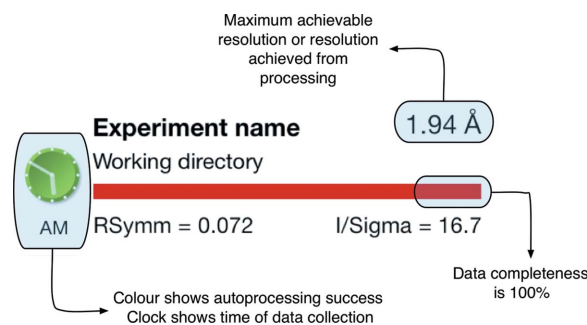 Maximum achievable
resolution or resolution
achieved from
processing
1.94 Å
Experiment name
Working directory
AM
RSymm = 0.072
I/Sigma = 16.7
Data completeness
is 100%
Colour shows autoprocessing success
Clock shows time of data collection